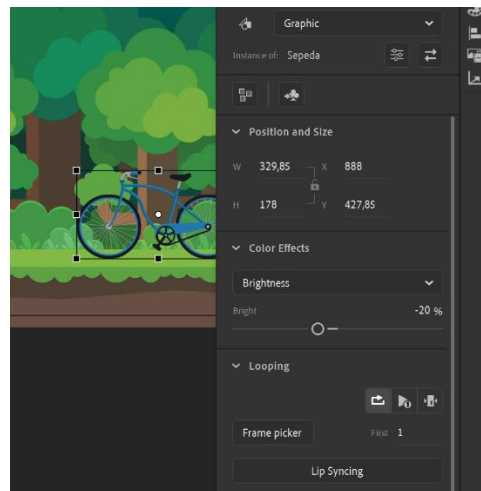 Graphic
Instance of: Sepeda
Position and Size
W 329,85 X 888
H 178 Y 427,85
Color Effects
Brightness
Bright -20 %
Looping
Frame picker First 1
Lip Syncing